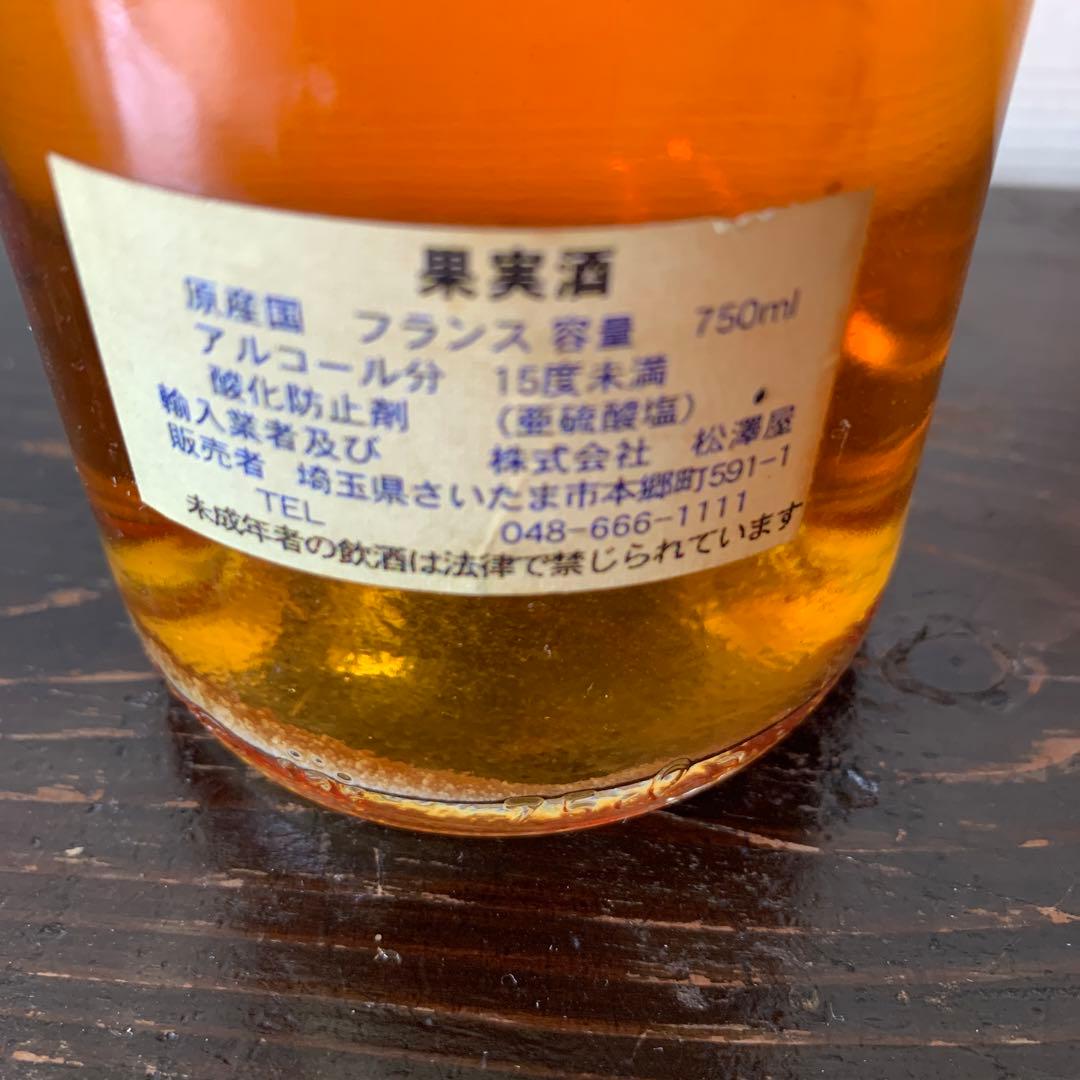 果実酒
原産国 フランス 容量 750ml
アルコール分 15度未満
酸化防止剤 (亜硫酸塩)
輸入業者及び 株式会社 松澤屋
販売者 埼玉県さいたま市本郷町591-1
TEL 048-666-1111
未成年者の飲酒は法律で禁じられています